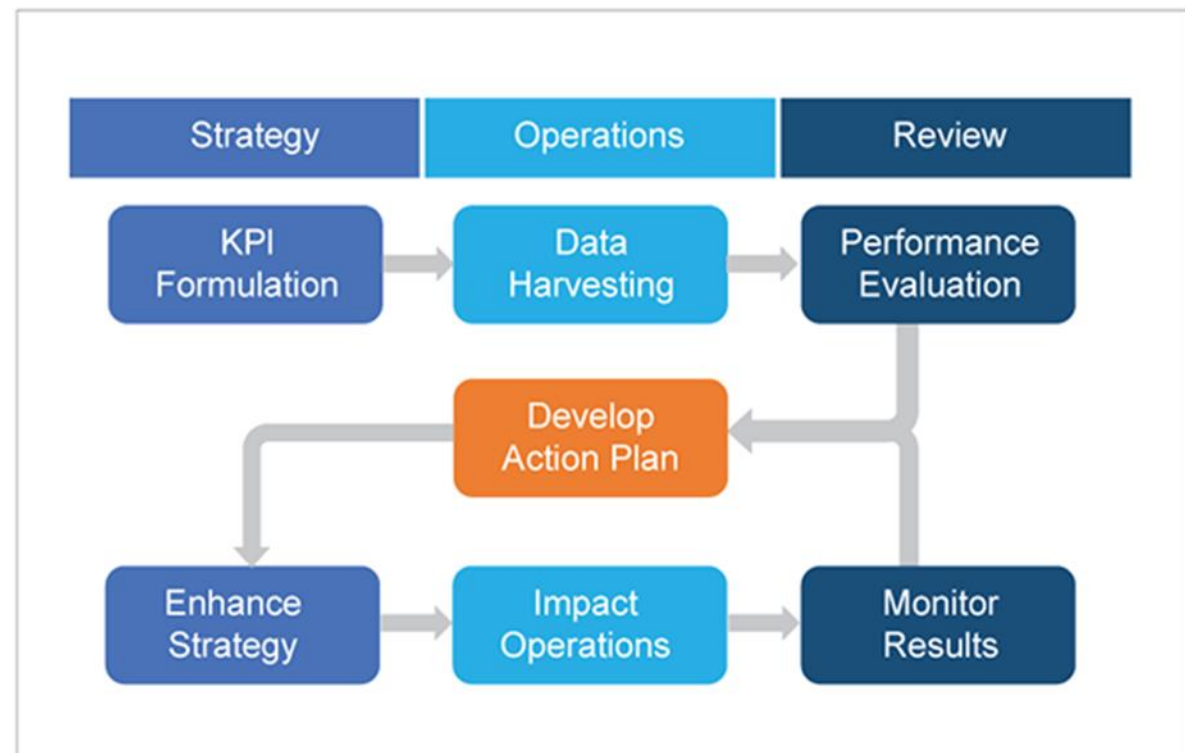 Strategy
Operations
Review
KPI
Formulation
Data
Harvesting
Performance
Evaluation
Develop
Action Plan
Enhance
Strategy
Impact
Operations
Monitor
Results